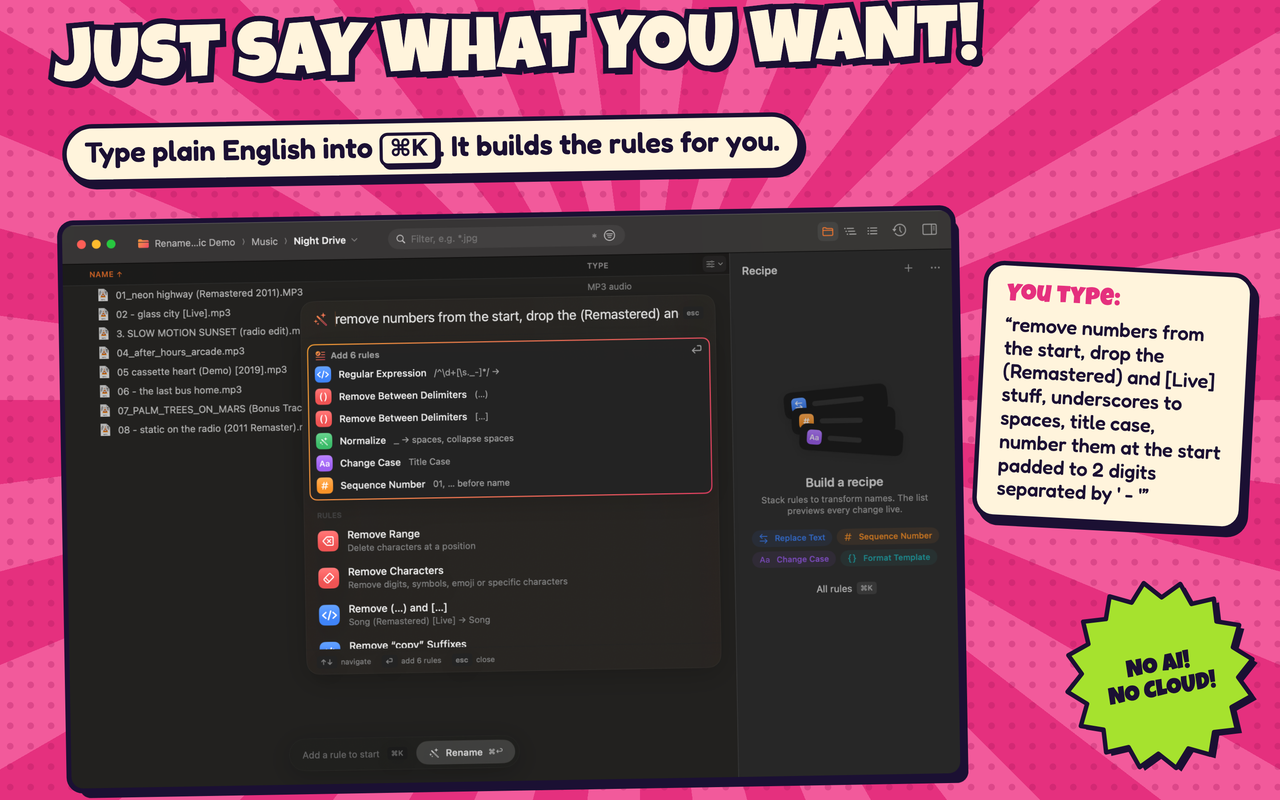 JUST SAY WHAT YOU WANT!
Type plain English into ⌘K. It builds the rules for you.
Rename...ic Demo › Music › Night Drive
Filter, e.g. *.jpg
NAME ↑
TYPE
01_neon highway (Remastered 2011).MP3
MP3 audio
02 - glass city [Live].mp3
3. SLOW MOTION SUNSET (radio edit).m
04_after_hours_arcade.mp3
05 cassette heart (Demo) [2019].mp3
06 - the last bus home.mp3
07_PALM_TREES_ON_MARS (Bonus Trac
08 - static on the radio (2011 Remaster).r
remove numbers from the start, drop the (Remastered) an
esc
Add 6 rules
Regular Expression /^\d+[\s._-]*/ →
Remove Between Delimiters (...)
Remove Between Delimiters [...]
Normalize _ → spaces, collapse spaces
Aa Change Case Title Case
# Sequence Number 01, ... before name
RULES
Remove Range
Delete characters at a position
Remove Characters
Remove digits, symbols, emoji or specific characters
Remove (...) and [...]
Song (Remastered) [Live] → Song
Remove “copy” Suffixes
↑↓ navigate ↵ add 6 rules esc close
Add a rule to start ⌘K
Rename ⌘↵
Recipe
Aa
Build a recipe
Stack rules to transform names. The list
previews every change live.
Replace Text
# Sequence Number
Aa Change Case
{} Format Template
All rules ⌘K
YOU TYPE:
“remove numbers from
the start, drop the
(Remastered) and [Live]
stuff, underscores to
spaces, title case,
number them at the start
padded to 2 digits
separated by ' - '”
NO AI!
NO CLOUD!